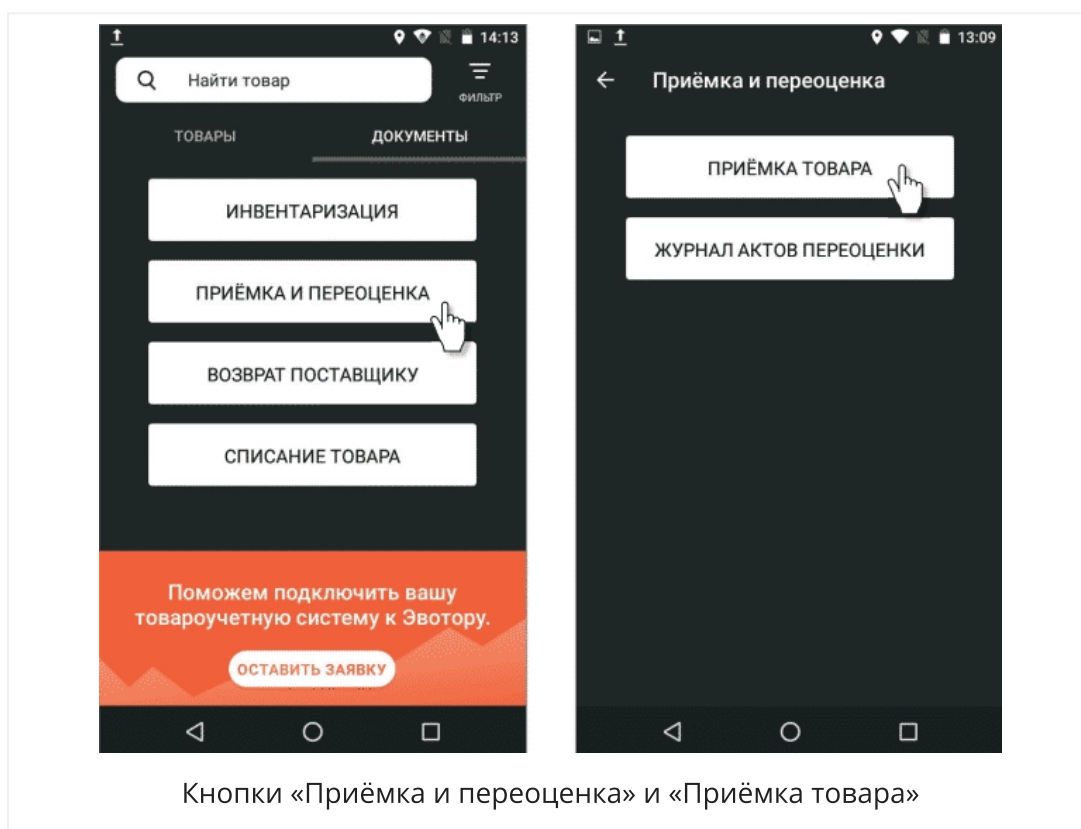 14:13
Найти товар
ФИЛЬТР
ТОВАРЫ
ДОКУМЕНТЫ
ИНВЕНТАРИЗАЦИЯ
ПРИЁМКА И ПЕРЕОЦЕНКА
ВОЗВРАТ ПОСТАВЩИКУ
СПИСАНИЕ ТОВАРА
Поможем подключить вашу
товароучетную систему к Эвотору.
ОСТАВИТЬ ЗАЯВКУ
13:09
Приёмка и переоценка
ПРИЁМКА ТОВАРА
ЖУРНАЛ АКТОВ ПЕРЕОЦЕНКИ
Кнопки «Приёмка и переоценка» и «Приёмка товара»